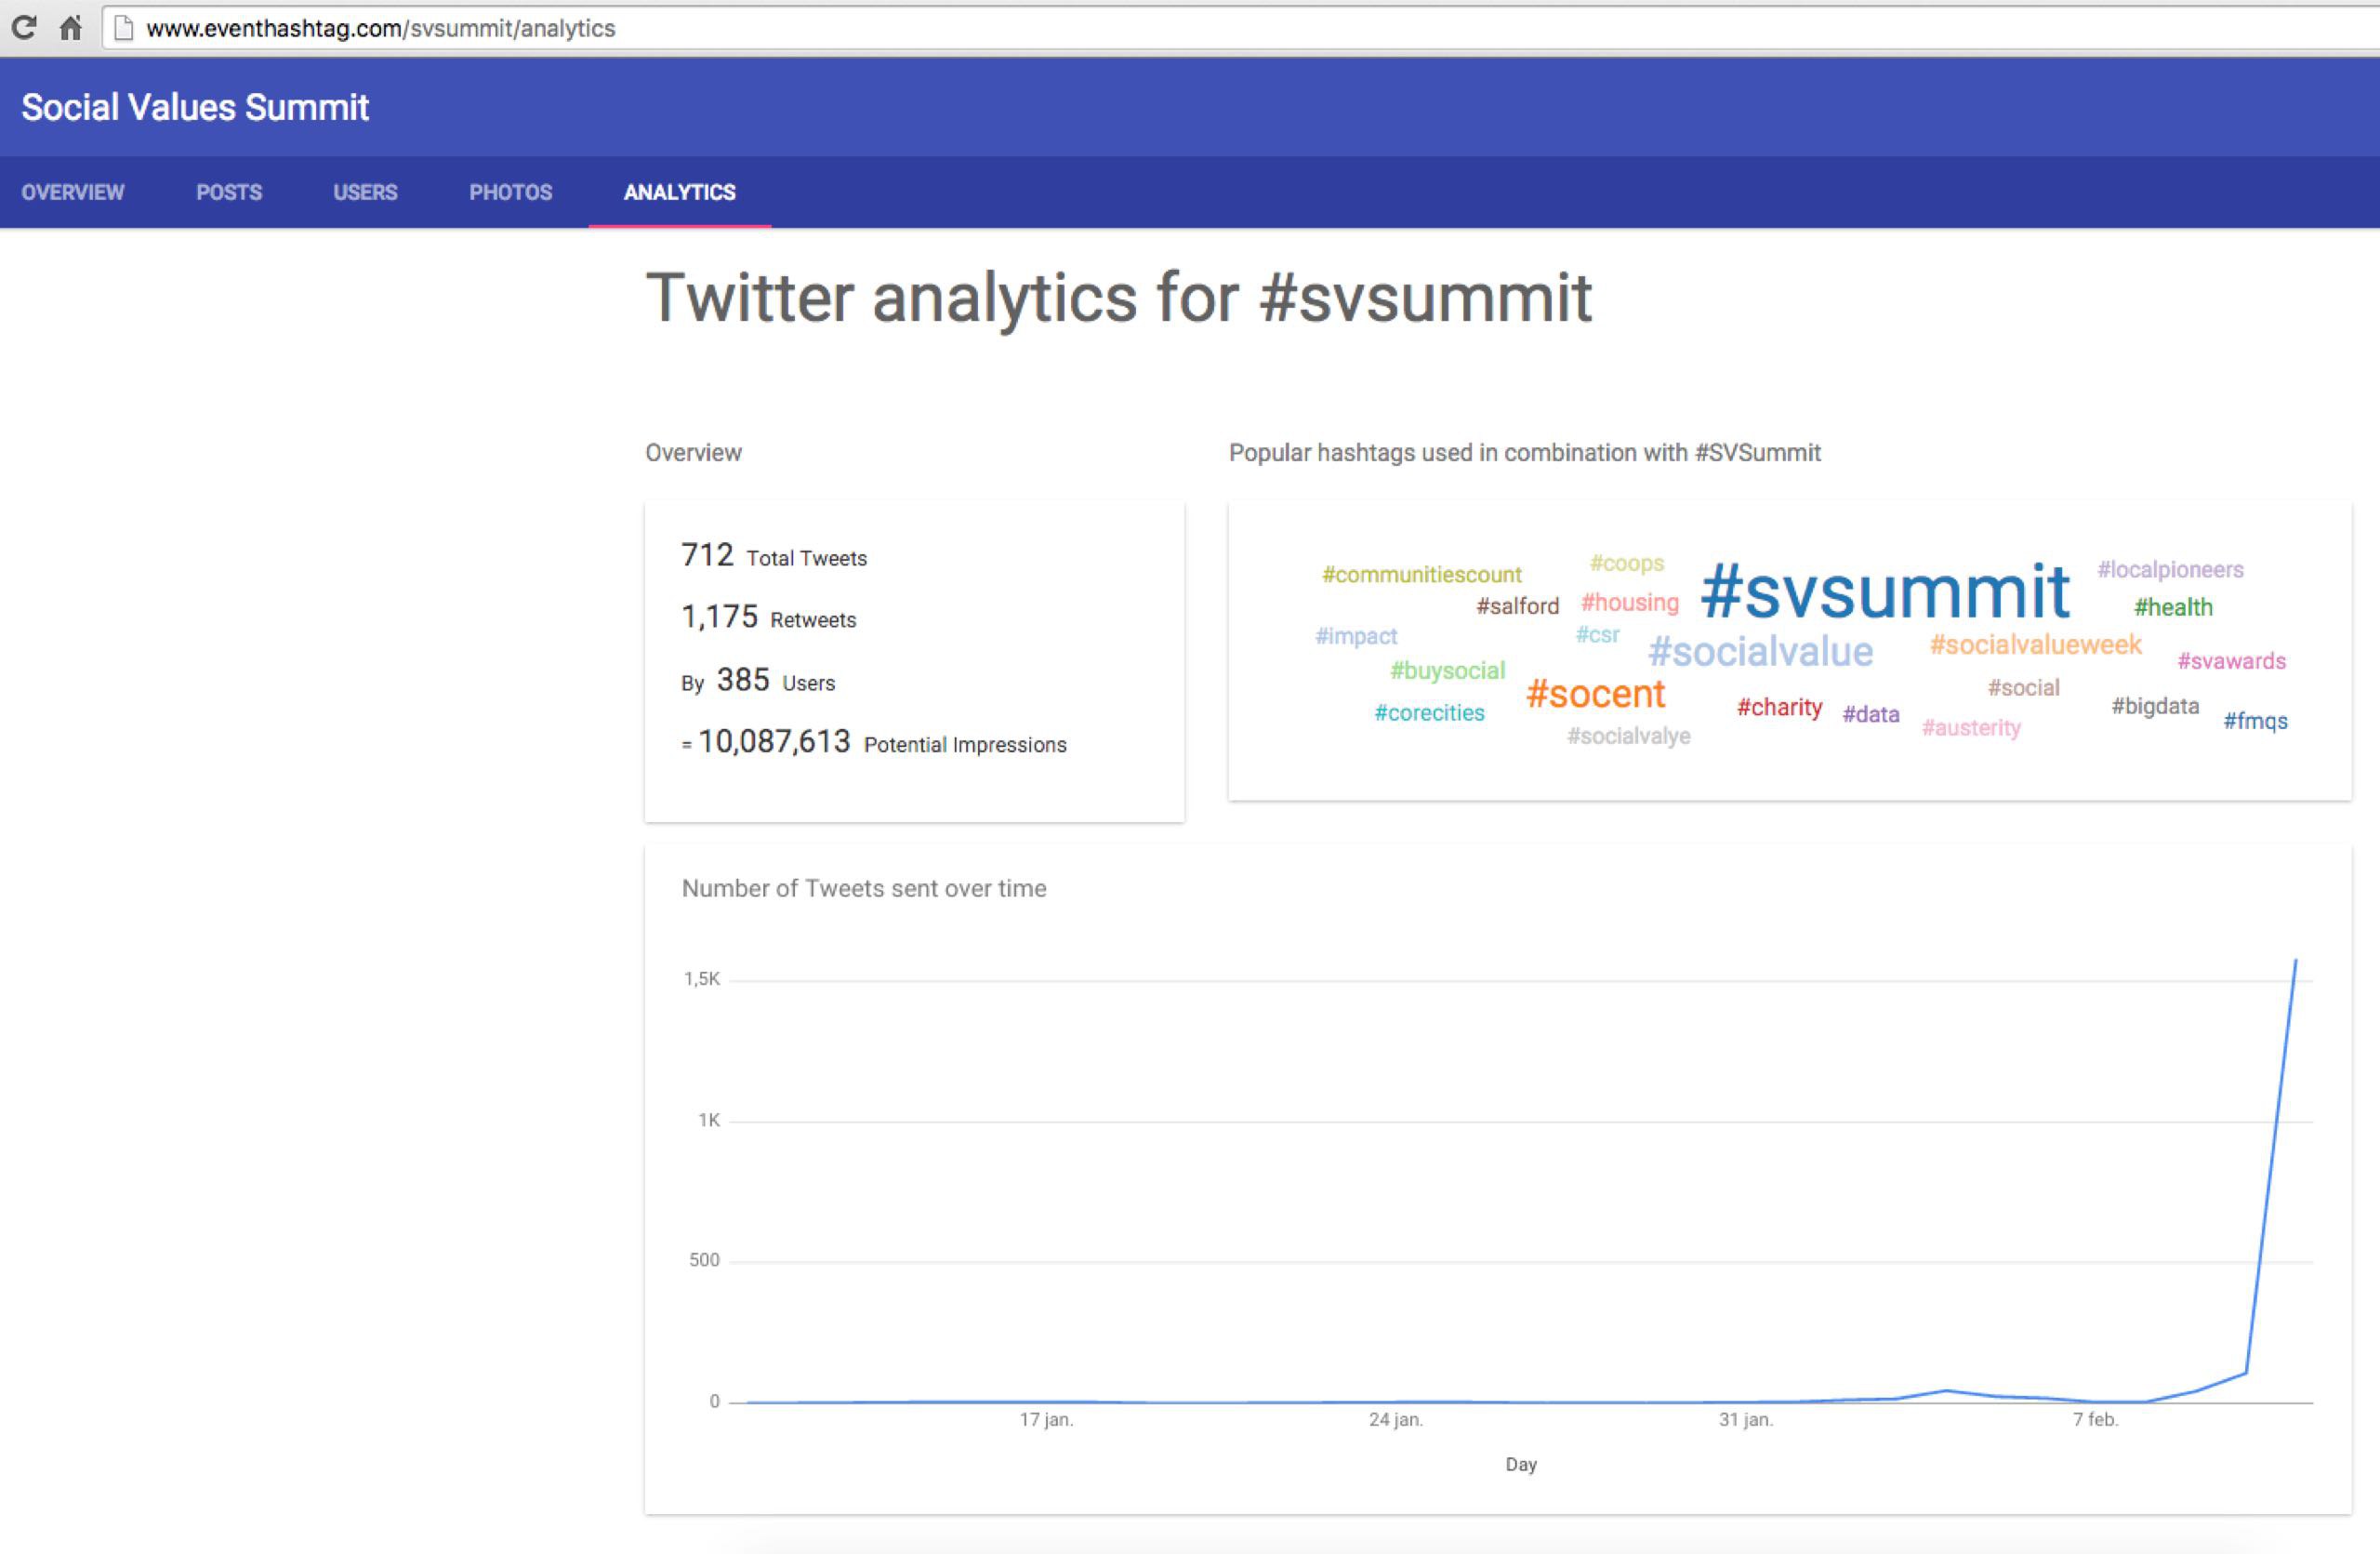 www.eventhashtag.com/svsummit/analytics
Social Values Summit
OVERVIEW POSTS USERS PHOTOS ANALYTICS
Twitter analytics for #svsummit
Overview
712 Total Tweets
1,175 Retweets
By 385 Users
= 10,087,613 Potential Impressions
Popular hashtags used in combination with #SVSummit
#communitiescount
#coops
#svsummit
#localpioneers
#salford
#housing
#health
#impact
#csr
#socialvalue
#socialvalueweek
#buysocial
#svawards
#socent
#social
#corecities
#charity
#data
#bigdata
#socialvalye
#austerity
#fmqs
Number of Tweets sent over time
1,5K
1K
500
0
17 jan. 24 jan. 31 jan. 7 feb.
Day